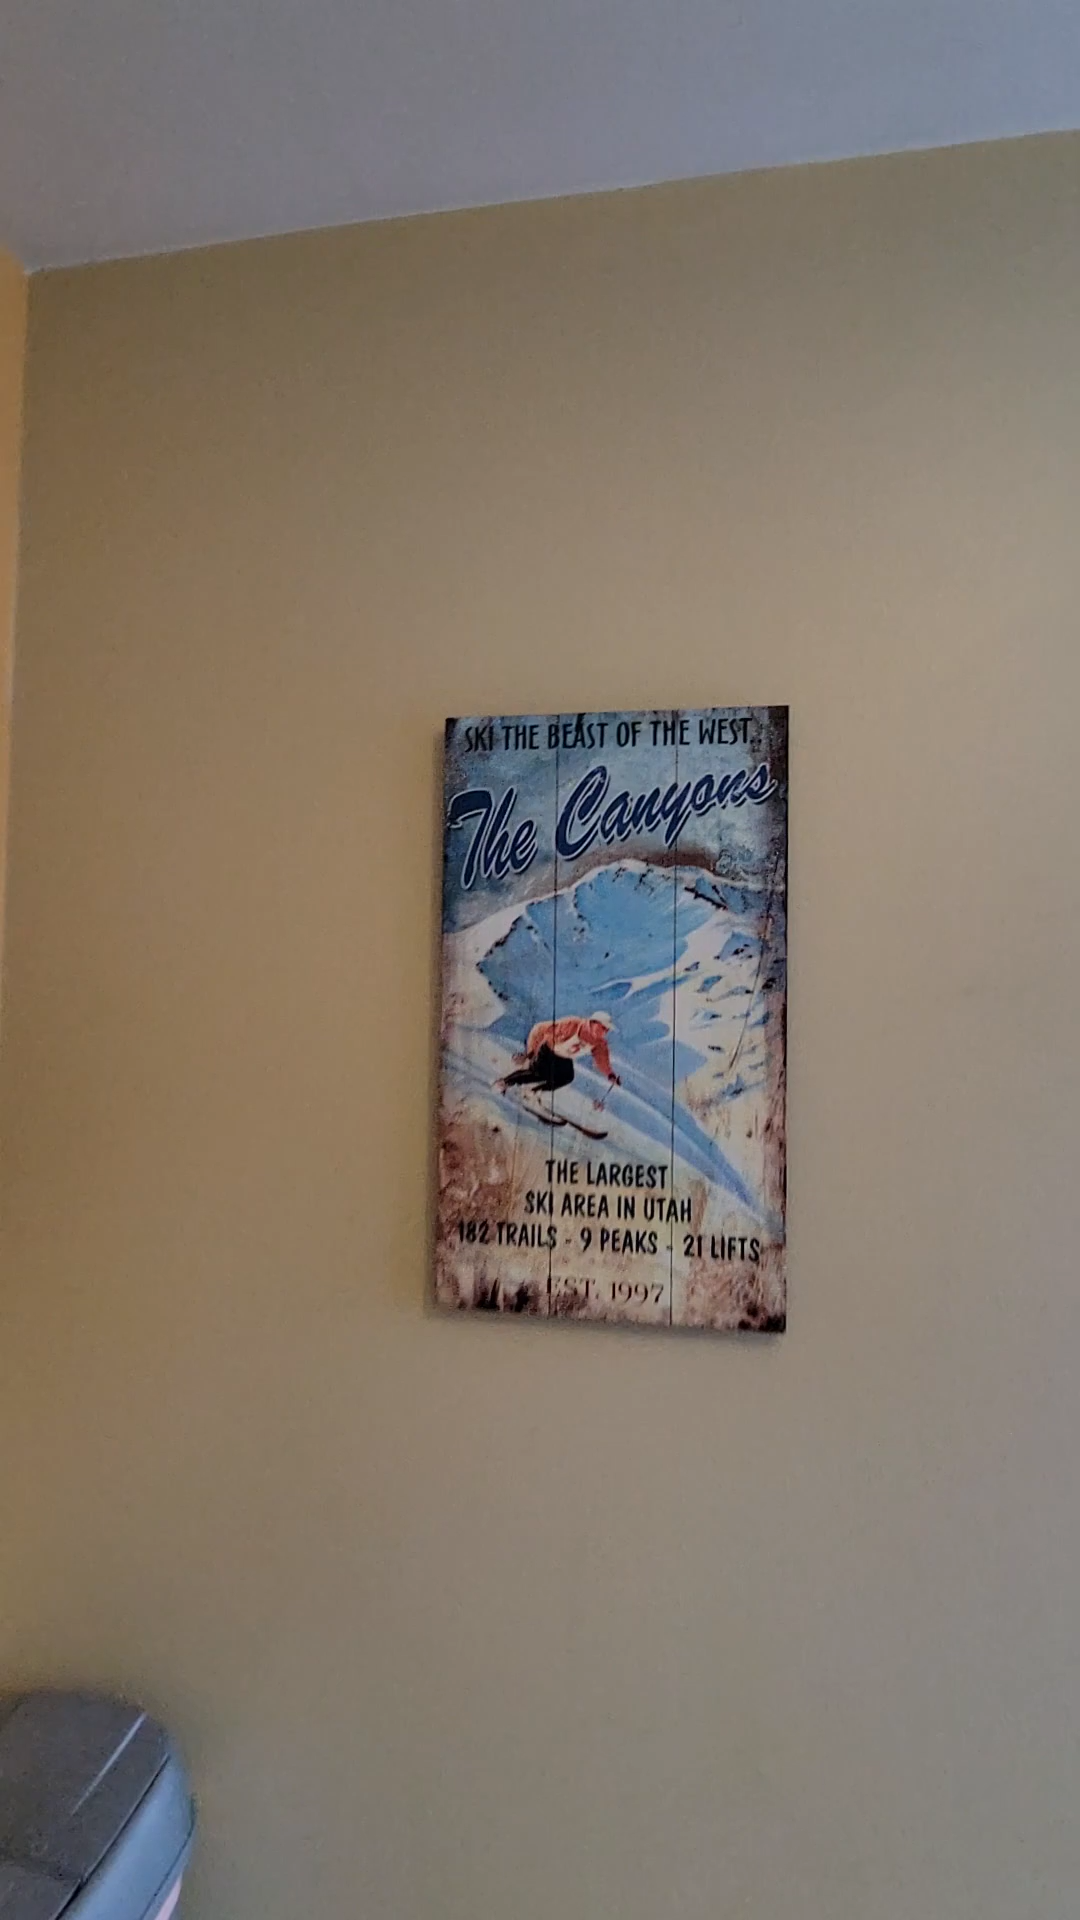 SKI THE BEAST OF THE WEST..
The Canyons
THE LARGEST
SKI AREA IN UTAH
182 TRAILS - 9 PEAKS - 21 LIFTS
EST. 1997